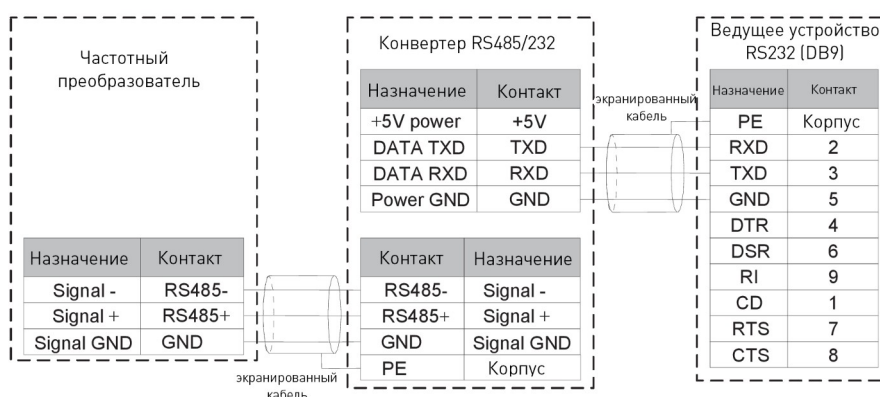 Частотный
преобразователь
Назначение Контакт
Signal - RS485-
Signal + RS485+
Signal GND GND
экранированный
кабель
Конвертер RS485/232
Назначение Контакт
+5V power +5V
DATA TXD TXD
DATA RXD RXD
Power GND GND
Контакт Назначение
RS485- Signal -
RS485+ Signal +
GND Signal GND
PE Корпус
экранированный
кабель
Ведущее устройство
RS232 (DB9)
Назначение Контакт
PE Корпус
RXD 2
TXD 3
GND 5
DTR 4
DSR 6
RI 9
CD 1
RTS 7
CTS 8